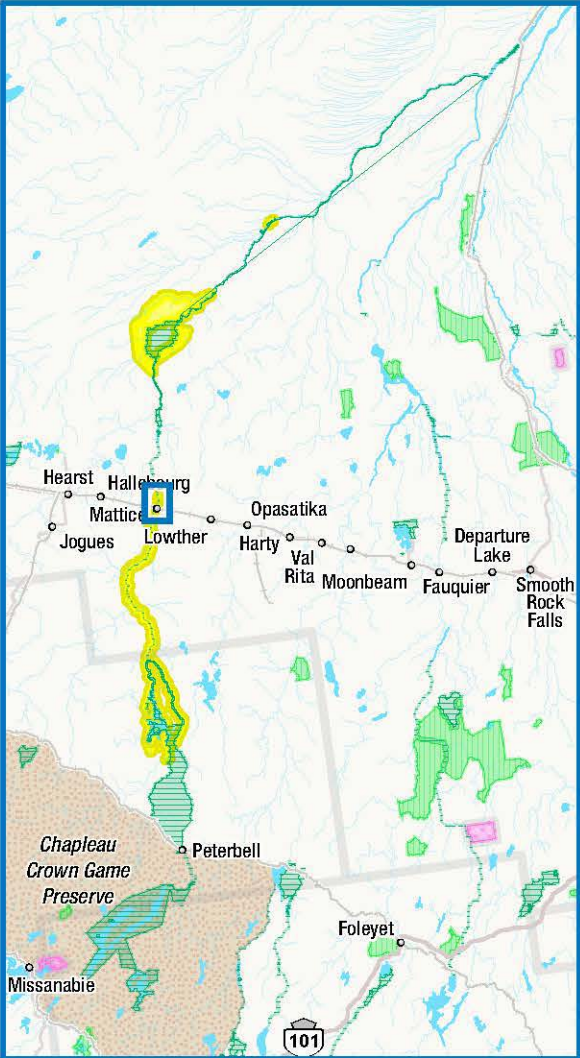 Hearst
Hallebourg
Mattice
Opasatika
Jogues
Lowther
Harty
Val
Rita
Departure
Lake
Moonbeam
Fauquier
Smooth
Rock
Falls
Chapleau
Crown Game
Preserve
Peterbell
Foleyet
Missanabie
101